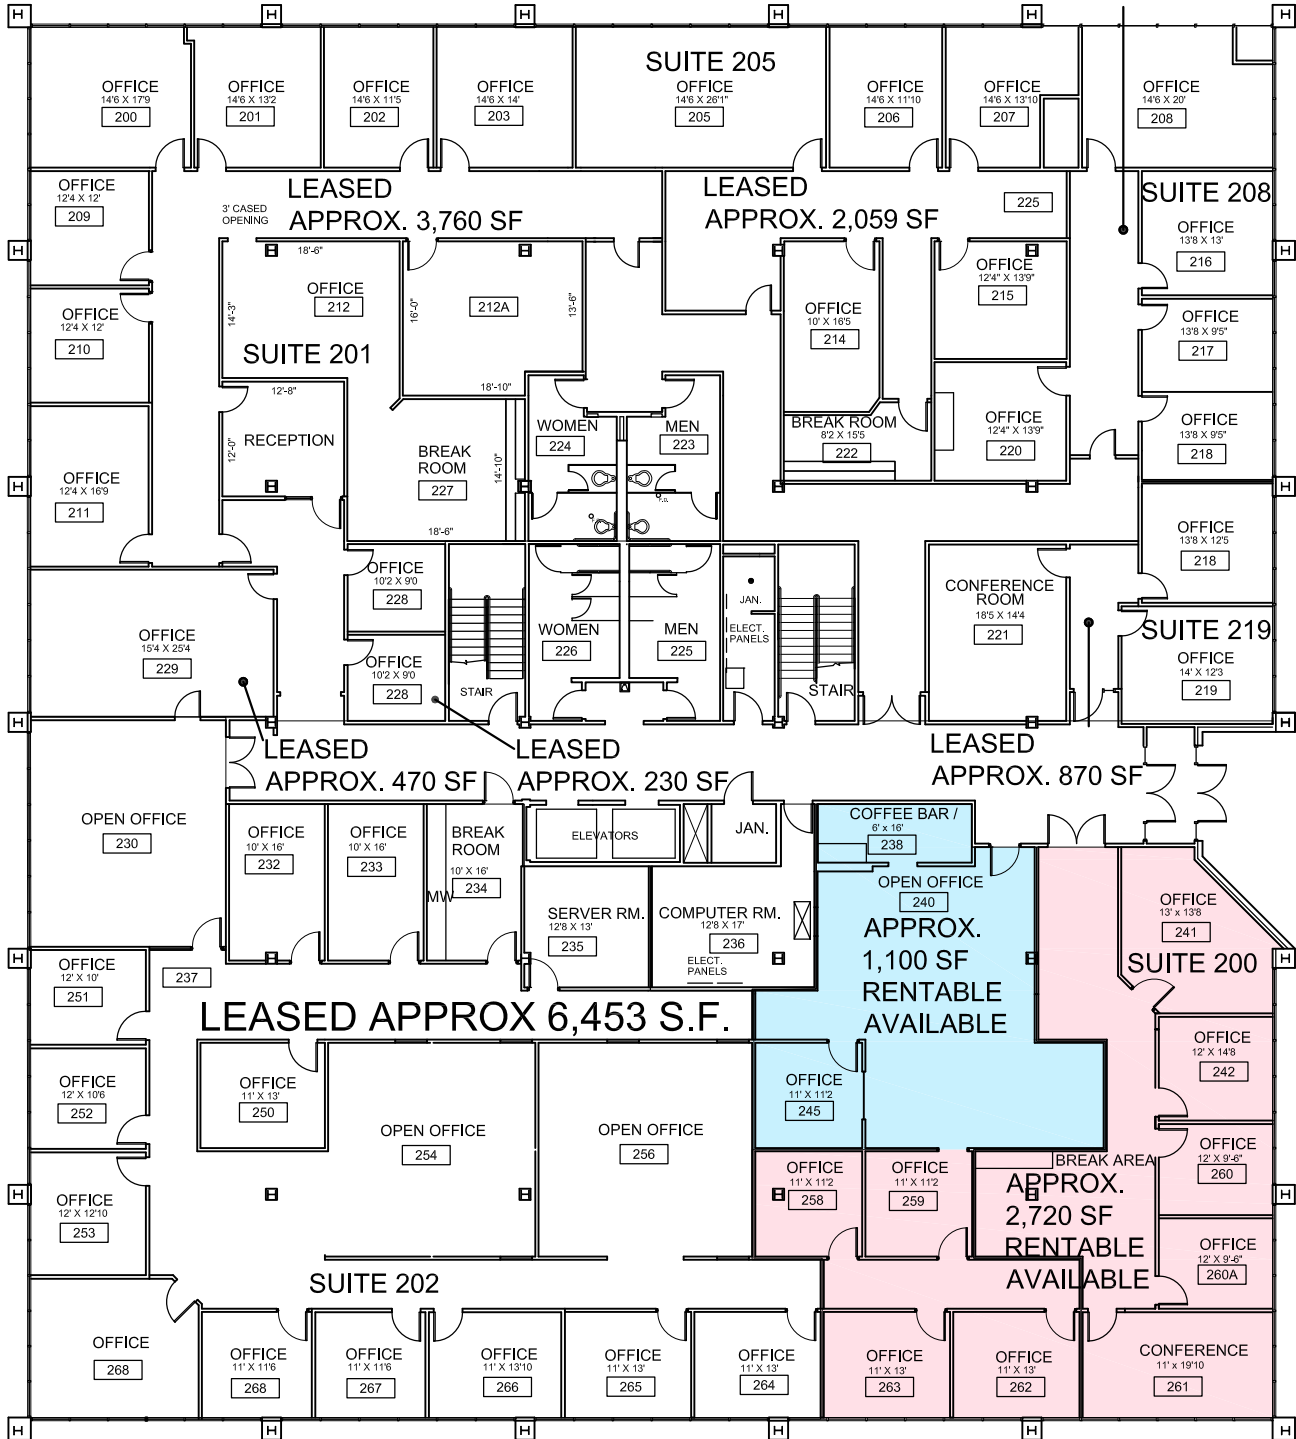 OFFICE
14'6 X 17'9
200
OFFICE
14'6 X 13'2
201
OFFICE
14'6 X 11'5
202
OFFICE
14'6 X 14'
203
SUITE 205
OFFICE
14'6 X 26'1"
205
OFFICE
14'6 X 11'10
206
OFFICE
14'6 X 13'10
207
OFFICE
14'6 X 20'
208
OFFICE
12'4 X 12'
209
3' CASED
OPENING
LEASED
APPROX. 3,760 SF
LEASED
APPROX. 2,059 SF
225
SUITE 208
OFFICE
13'8 X 13'
216
18'-6"
OFFICE
212
14'-3"
16'-0"
212A
13'-6"
18'-10"
OFFICE
10' X 16'5
214
OFFICE
12'4" X 13'9"
215
OFFICE
12'4 X 12'
210
SUITE 201
OFFICE
13'8 X 9'5"
217
12'-8"
RECEPTION
12'-0"
BREAK
ROOM
227
14'-10"
18'-6"
WOMEN
224
MEN
223
F.D.
BREAK ROOM
8'2 X 15'5
222
OFFICE
12'4" X 13'9"
220
OFFICE
13'8 X 9'5"
218
OFFICE
12'4 X 16'9
211
OFFICE
13'8 X 12'5
218
OFFICE
10'2 X 9'0
228
OFFICE
10'2 X 9'0
228
STAIR
WOMEN
226
MEN
225
JAN.
ELECT.
PANELS
STAIR
CONFERENCE
ROOM
18'5 X 14'4
221
SUITE 219
OFFICE
14' X 12'3
219
OFFICE
15'4 X 25'4
229
LEASED
APPROX. 470 SF
LEASED
APPROX. 230 SF
LEASED
APPROX. 870 SF
OPEN OFFICE
230
OFFICE
10' X 16'
232
OFFICE
10' X 16'
233
BREAK
ROOM
10' X 16'
234
MW
ELEVATORS
JAN.
COFFEE BAR /
6' x 16'
238
SERVER RM.
12'8 X 13'
235
COMPUTER RM.
12'8 X 17'
236
ELECT.
PANELS
OPEN OFFICE
240
APPROX.
1,100 SF
RENTABLE
AVAILABLE
OFFICE
13' x 13'8
241
SUITE 200
OFFICE
12' X 10'
251
237
LEASED APPROX 6,453 S.F.
OFFICE
12' X 14'8
242
OFFICE
12' X 10'6
252
OFFICE
11' X 13'
250
OPEN OFFICE
254
OPEN OFFICE
256
OFFICE
11' X 11'2
245
OFFICE
12' X 12'10
253
OFFICE
11' X 11'2
258
OFFICE
11' X 11'2
259
BREAK AREA
APPROX.
2,720 SF
RENTABLE
AVAILABLE
OFFICE
12' X 9'-6"
260
OFFICE
12' X 9'-6"
260A
SUITE 202
OFFICE
268
OFFICE
11' X 11'6
268
OFFICE
11' X 11'6
267
OFFICE
11' X 13'10
266
OFFICE
11' X 13'
265
OFFICE
11' X 13'
264
OFFICE
11' X 13'
263
OFFICE
11' X 13'
262
CONFERENCE
11' x 19'10
261